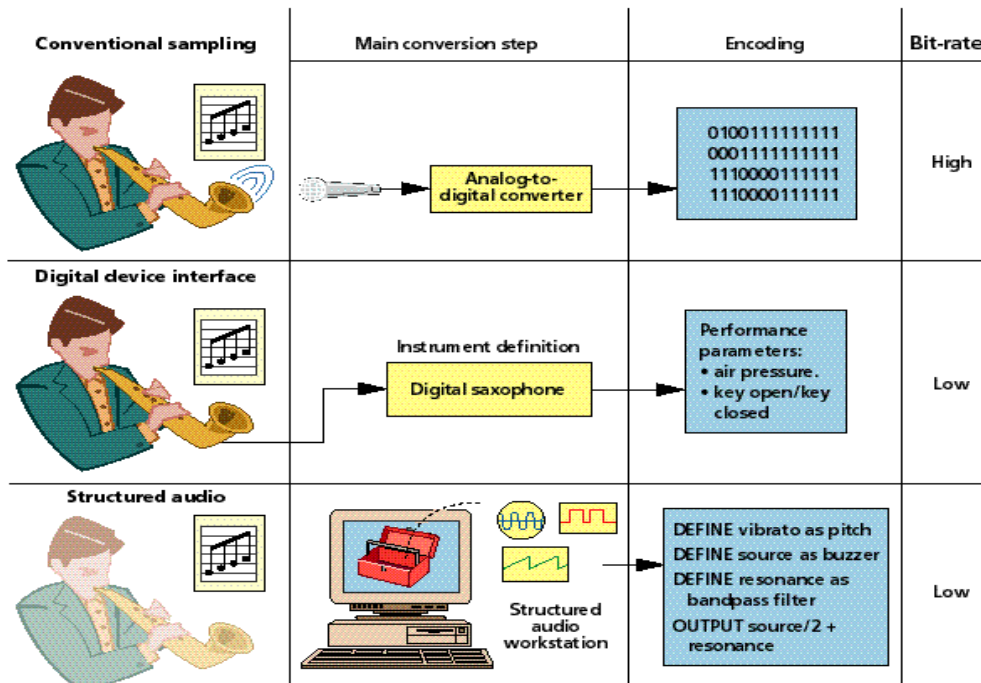 Conventional sampling
Main conversion step
Encoding
Bit-rate
Analog-to-
digital converter
0100111111111
0001111111111
1110000111111
1110000111111
High
Digital device interface
Instrument definition
Digital saxophone
Performance
parameters:
• air pressure.
• key open/key
closed
Low
Structured audio
Structured
audio
workstation
DEFINE vibrato as pitch
DEFINE source as buzzer
DEFINE resonance as
bandpass filter
OUTPUT source/2 +
resonance
Low